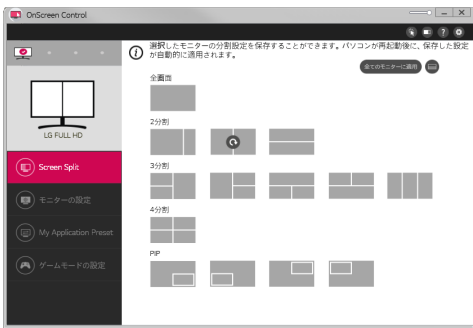 OnScreen Control
選択したモニターの分割設定を保存することができます。パソコンが再起動後に、保存した設定
が自動的に適用されます。
全てのモニターに適用
全画面
2分割
3分割
4分割
PIP
LG FULL HD
Screen Split
モニターの設定
My Application Preset
ゲームモードの設定